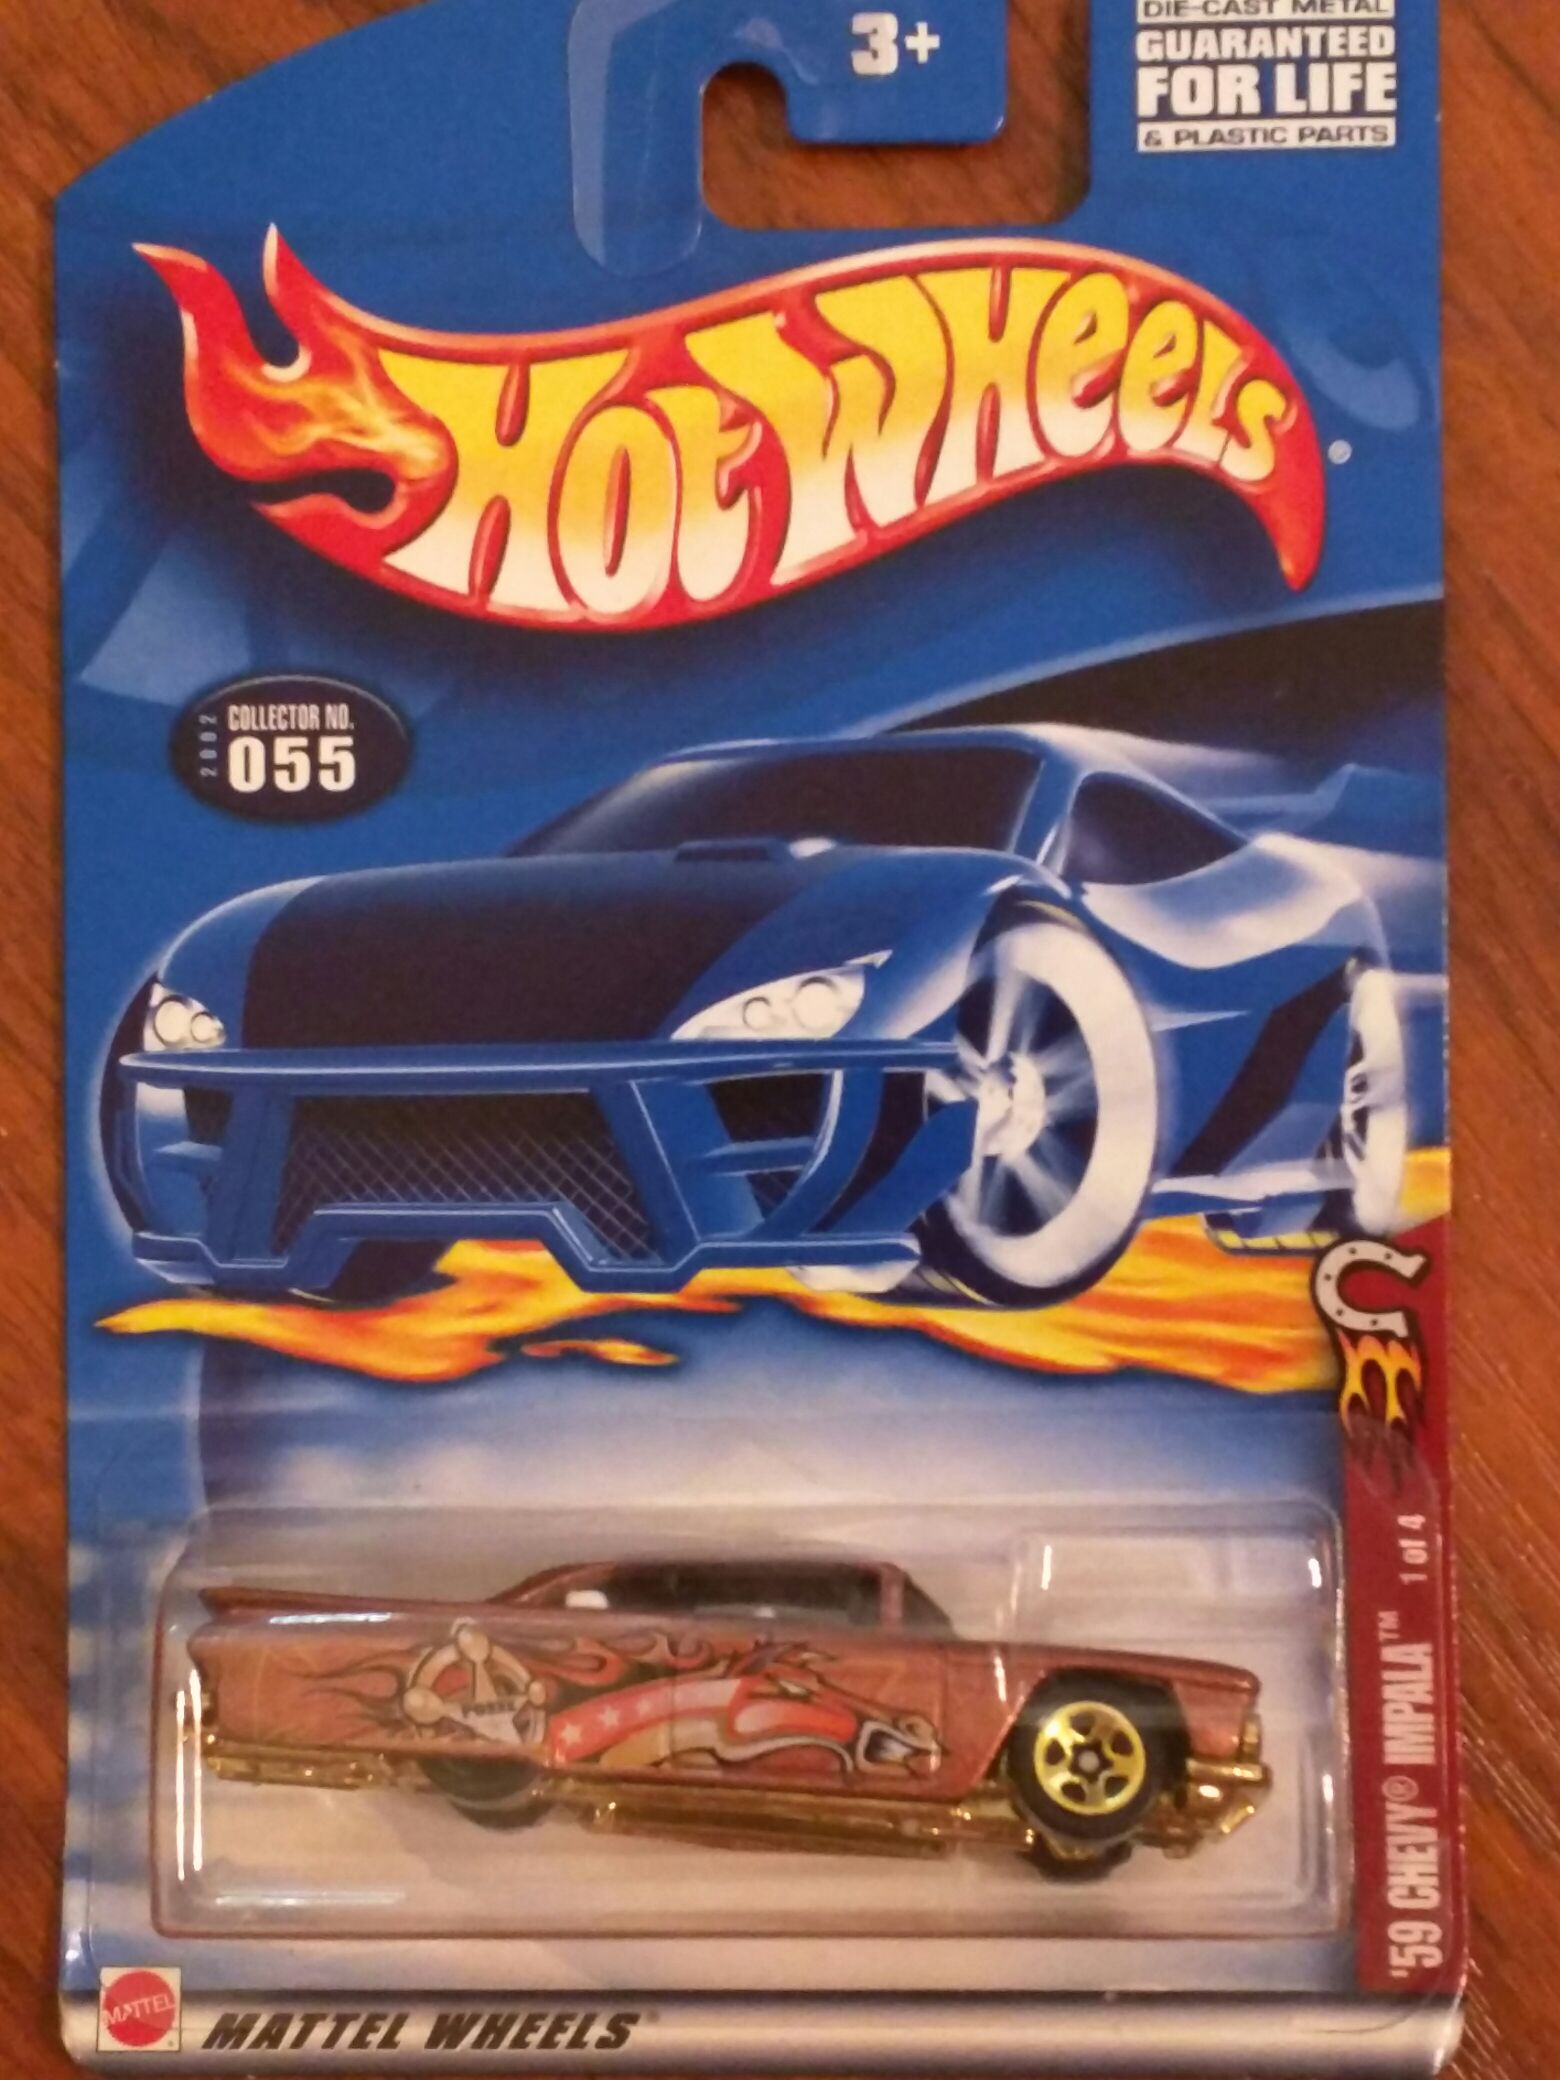 3+
DIE-CAST METAL
GUARANTEED
FOR LIFE
& PLASTIC PARTS
HOT WHEELS®
2002
COLLECTOR NO.
055
'59 CHEVY® IMPALA™ 1 of 4
POSSE
MATTEL
MATTEL WHEELS